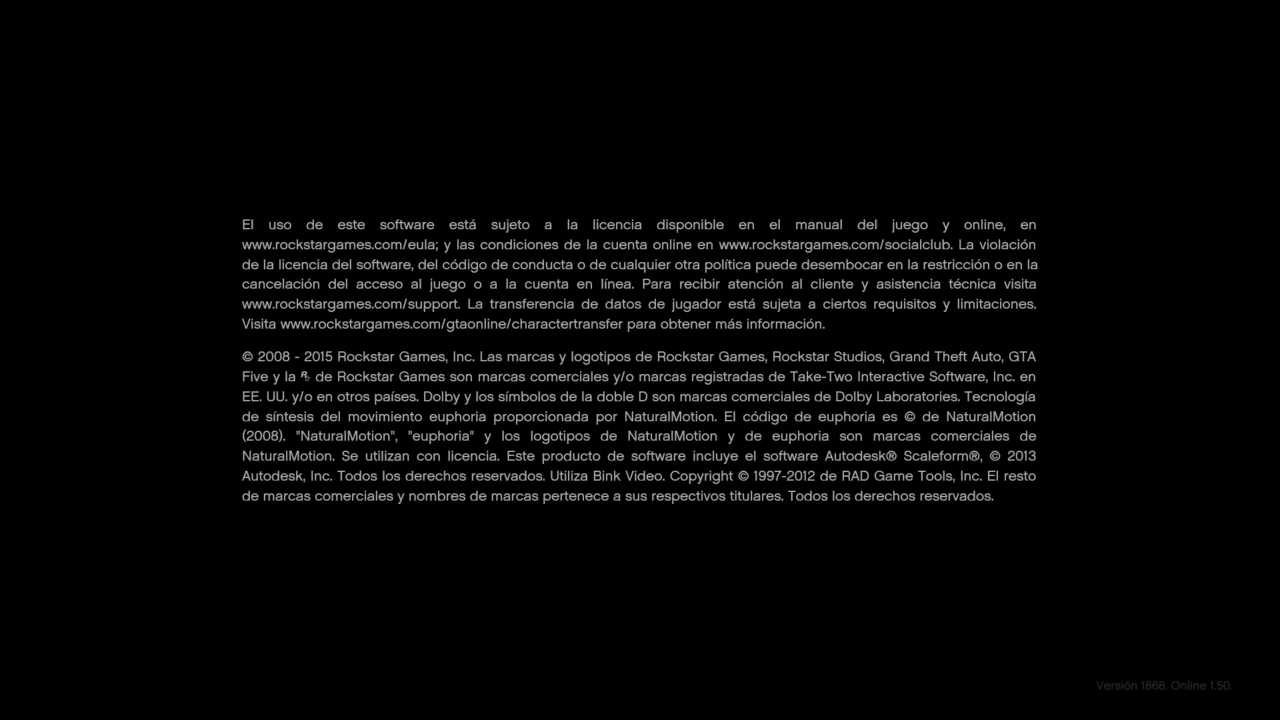 El uso de este software está sujeto a la licencia disponible en el manual del juego y online, en
www.rockstargames.com/eula; y las condiciones de la cuenta online en www.rockstargames.com/socialclub. La violación
de la licencia del software, del código de conducta o de cualquier otra política puede desembocar en la restricción o en la
cancelación del acceso al juego o a la cuenta en línea. Para recibir atención al cliente y asistencia técnica visita
www.rockstargames.com/support. La transferencia de datos de jugador está sujeta a ciertos requisitos y limitaciones.
Visita www.rockstargames.com/gtaonline/charactertransfer para obtener más información.
© 2008 - 2015 Rockstar Games, Inc. Las marcas y logotipos de Rockstar Games, Rockstar Studios, Grand Theft Auto, GTA
Five y la R* de Rockstar Games son marcas comerciales y/o marcas registradas de Take-Two Interactive Software, Inc. en
EE. UU. y/o en otros países. Dolby y los símbolos de la doble D son marcas comerciales de Dolby Laboratories. Tecnología
de síntesis del movimiento euphoria proporcionada por NaturalMotion. El código de euphoria es © de NaturalMotion
(2008). "NaturalMotion", "euphoria" y los logotipos de NaturalMotion y de euphoria son marcas comerciales de
NaturalMotion. Se utilizan con licencia. Este producto de software incluye el software Autodesk® Scaleform®, © 2013
Autodesk, Inc. Todos los derechos reservados. Utiliza Bink Video. Copyright © 1997-2012 de RAD Game Tools, Inc. El resto
de marcas comerciales y nombres de marcas pertenece a sus respectivos titulares. Todos los derechos reservados.
Versión 1868. Online 1.50.